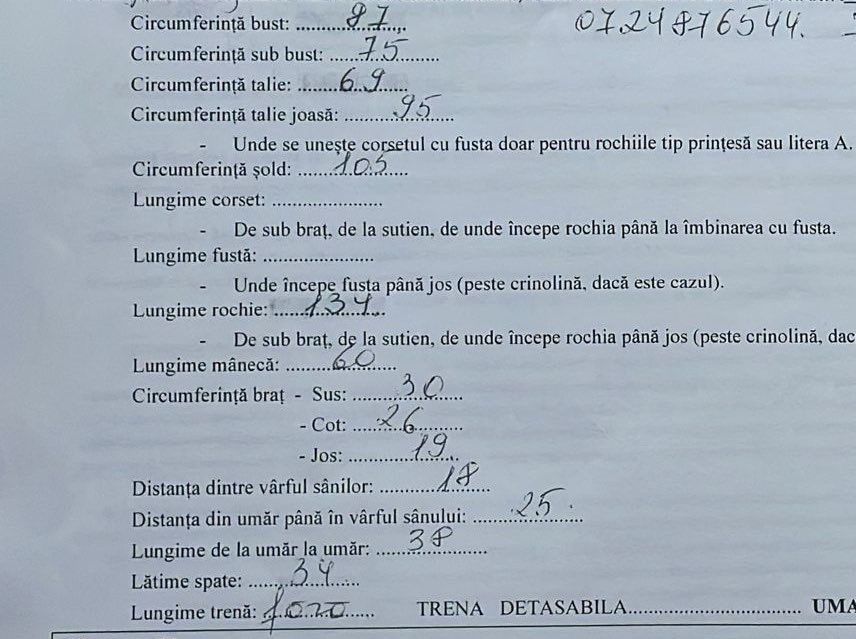 Circumferință bust: ......87......    0724876544.
Circumferință sub bust: ......75......
Circumferință talie: ......69......
Circumferință talie joasă: ......95......
- Unde se unește corsetul cu fusta doar pentru rochiile tip prințesă sau litera A.
Circumferință șold: ......105......
Lungime corset: ......................
- De sub braț, de la sutien, de unde începe rochia până la îmbinarea cu fusta.
Lungime fustă: ......................
- Unde începe fusta până jos (peste crinolină, dacă este cazul).
Lungime rochie: ......134......
- De sub braț, de la sutien, de unde începe rochia până jos (peste crinolină, dac
Lungime mânecă: ......60......
Circumferință braț - Sus: ......30......
- Cot: ......26......
- Jos: ......19......
Distanța dintre vârful sânilor: ......18......
Distanța din umăr până în vârful sânului: ......25......
Lungime de la umăr la umăr: ......38......
Lătime spate: ......34......
Lungime trenă: ............ TRENA DETASABILA.................................. UMA